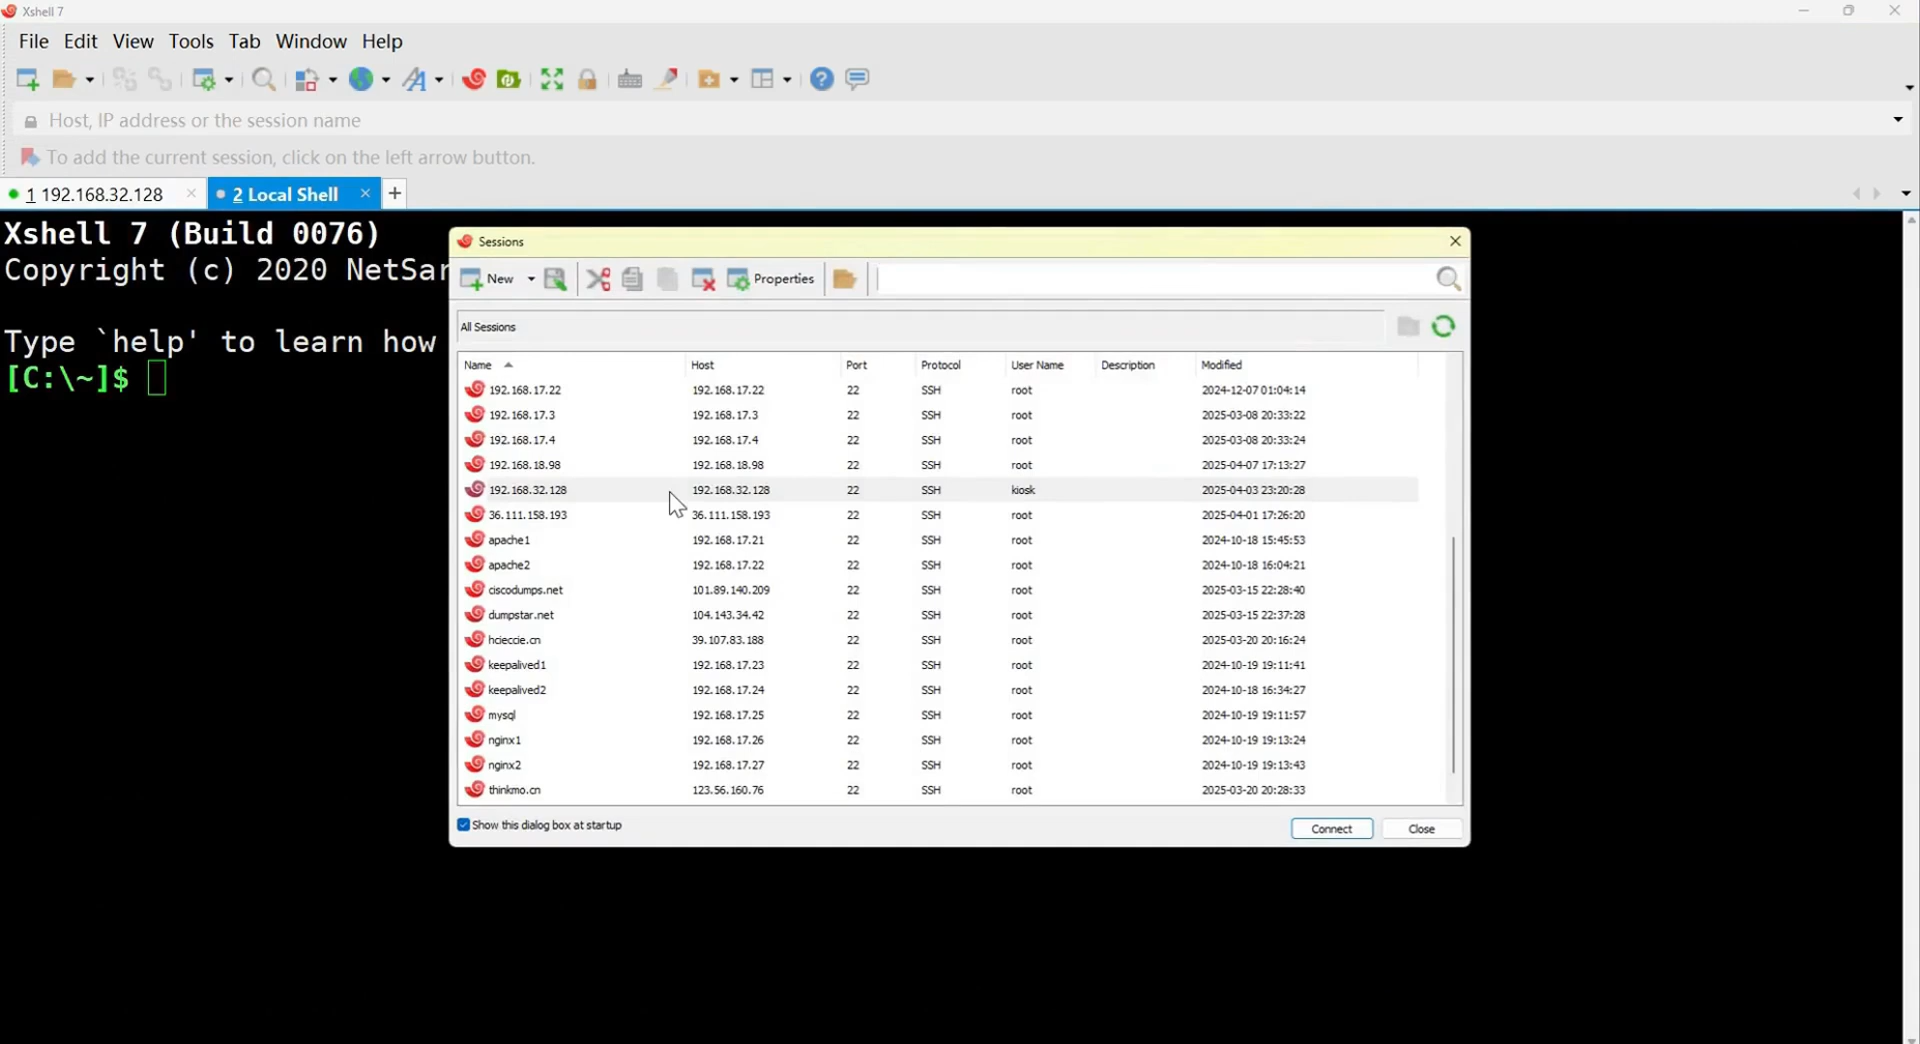 Xshell 7
File Edit View Tools Tab Window Help
Host, IP address or the session name
To add the current session, click on the left arrow button.
1 192.168.32.128 2 Local Shell
Xshell 7 (Build 0076)
Copyright (c) 2020 NetSar
Type `help' to learn how
[C:\~]$
Sessions
New Properties
All Sessions
Name Host Port Protocol User Name Description Modified
192.168.17.22 192.168.17.22 22 SSH root 2024-12-07 01:04:14
192.168.17.3 192.168.17.3 22 SSH root 2025-03-08 20:33:22
192.168.17.4 192.168.17.4 22 SSH root 2025-03-08 20:33:24
192.168.18.98 192.168.18.98 22 SSH root 2025-04-07 17:13:27
192.168.32.128 192.168.32.128 22 SSH kiosk 2025-04-03 23:20:28
36.111.158.193 36.111.158.193 22 SSH root 2025-04-01 17:26:20
apache1 192.168.17.21 22 SSH root 2024-10-18 15:45:53
apache2 192.168.17.22 22 SSH root 2024-10-18 16:04:21
ciscodumps.net 101.89.140.209 22 SSH root 2025-03-15 22:28:40
dumpstar.net 104.143.34.42 22 SSH root 2025-03-15 22:37:28
hcieccie.cn 39.107.83.188 22 SSH root 2025-03-20 20:16:24
keepalived1 192.168.17.23 22 SSH root 2024-10-19 19:11:41
keepalived2 192.168.17.24 22 SSH root 2024-10-18 16:34:27
mysql 192.168.17.25 22 SSH root 2024-10-19 19:11:57
nginx1 192.168.17.26 22 SSH root 2024-10-19 19:13:24
nginx2 192.168.17.27 22 SSH root 2024-10-19 19:13:43
thinkmo.cn 123.56.160.76 22 SSH root 2025-03-20 20:28:33
Show this dialog box at startup
Connect Close